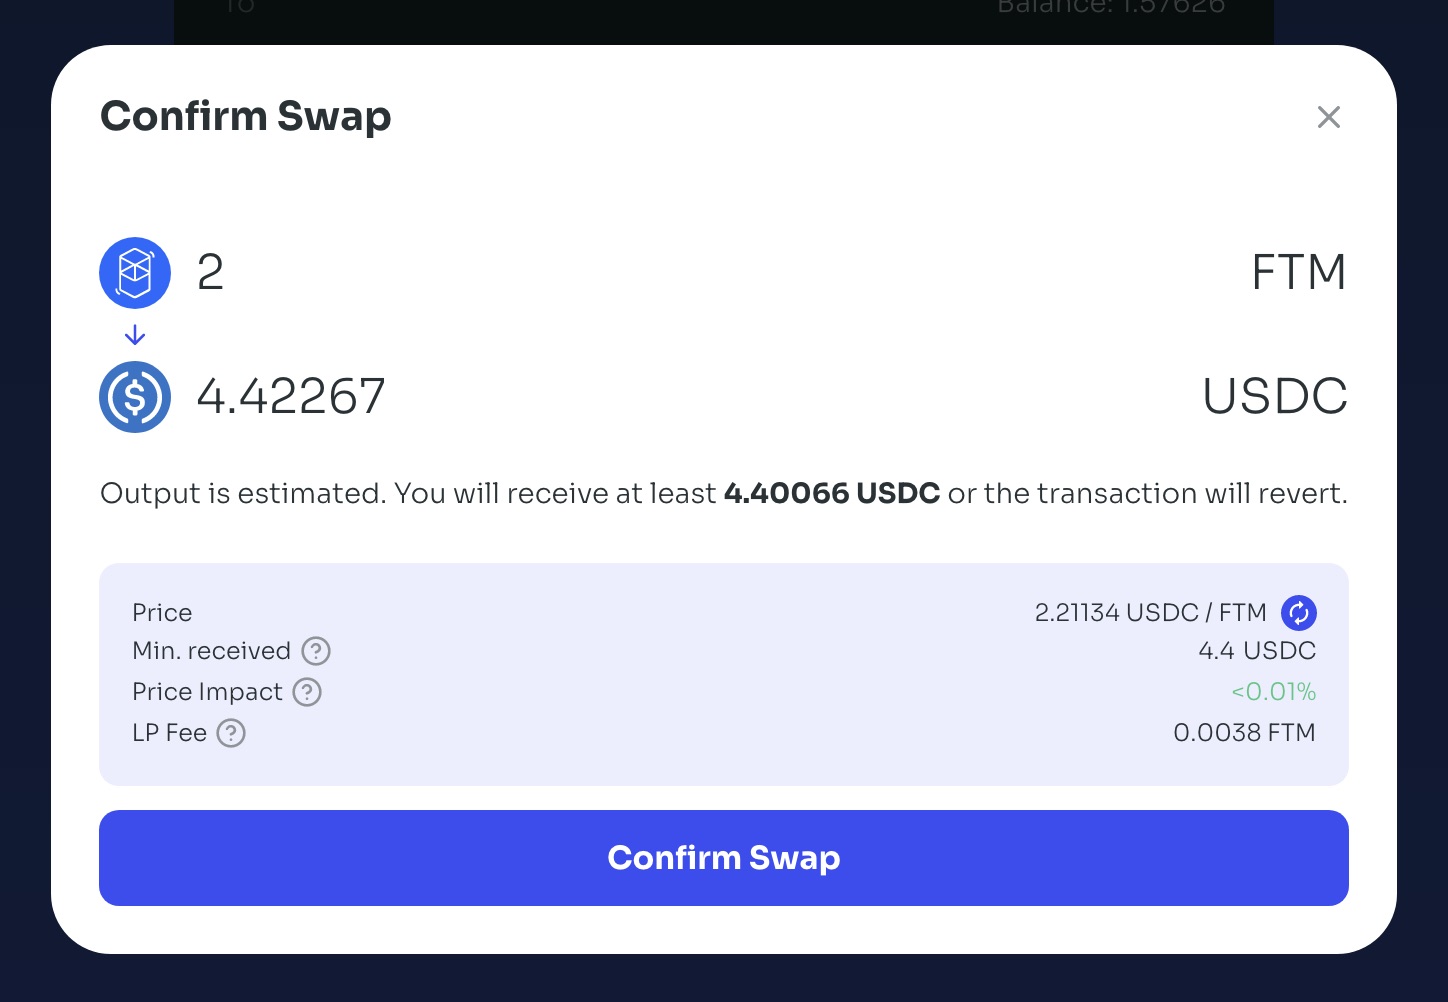 To Balance: 1.57626
Confirm Swap
2 FTM
4.42267 USDC
Output is estimated. You will receive at least 4.40066 USDC or the transaction will revert.
Price 2.21134 USDC / FTM
Min. received ? 4.4 USDC
Price Impact ? <0.01%
LP Fee ? 0.0038 FTM
Confirm Swap